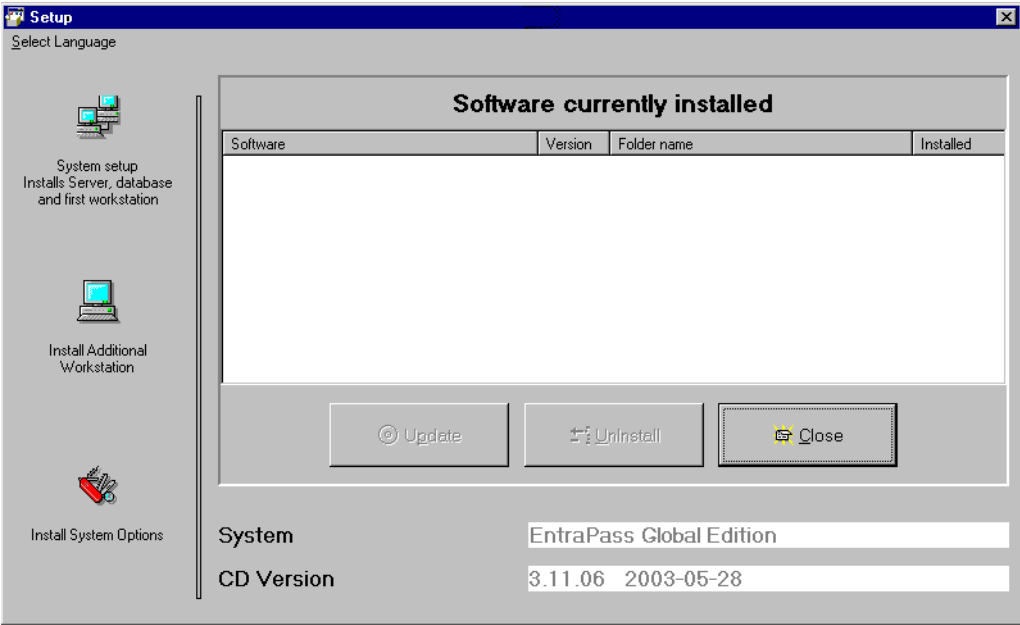 Setup
Select Language
System setup
Installs Server, database
and first workstation
Install Additional
Workstation
Install System Options
Software currently installed
Software Version Folder name Installed
Update UnInstall Close
System EntraPass Global Edition
CD Version 3.11.06 2003-05-28